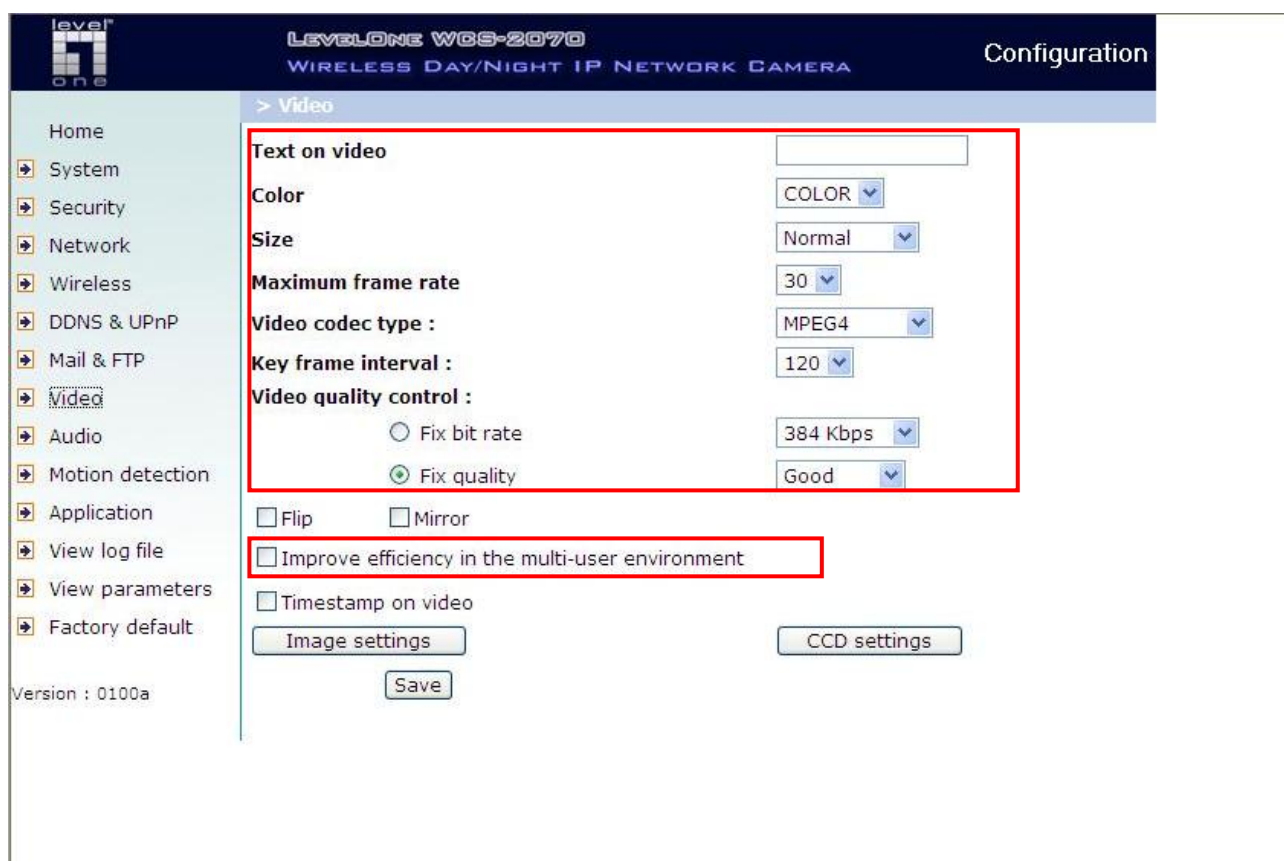 level
one
LEVELONE WCS-2070
WIRELESS DAY/NIGHT IP NETWORK CAMERA
Configuration
> Video
Home
System
Security
Network
Wireless
DDNS & UPnP
Mail & FTP
Video
Audio
Motion detection
Application
View log file
View parameters
Factory default
Version : 0100a
Text on video
Color COLOR
Size Normal
Maximum frame rate 30
Video codec type : MPEG4
Key frame interval : 120
Video quality control :
Fix bit rate 384 Kbps
Fix quality Good
Flip Mirror
Improve efficiency in the multi-user environment
Timestamp on video
Image settings CCD settings
Save